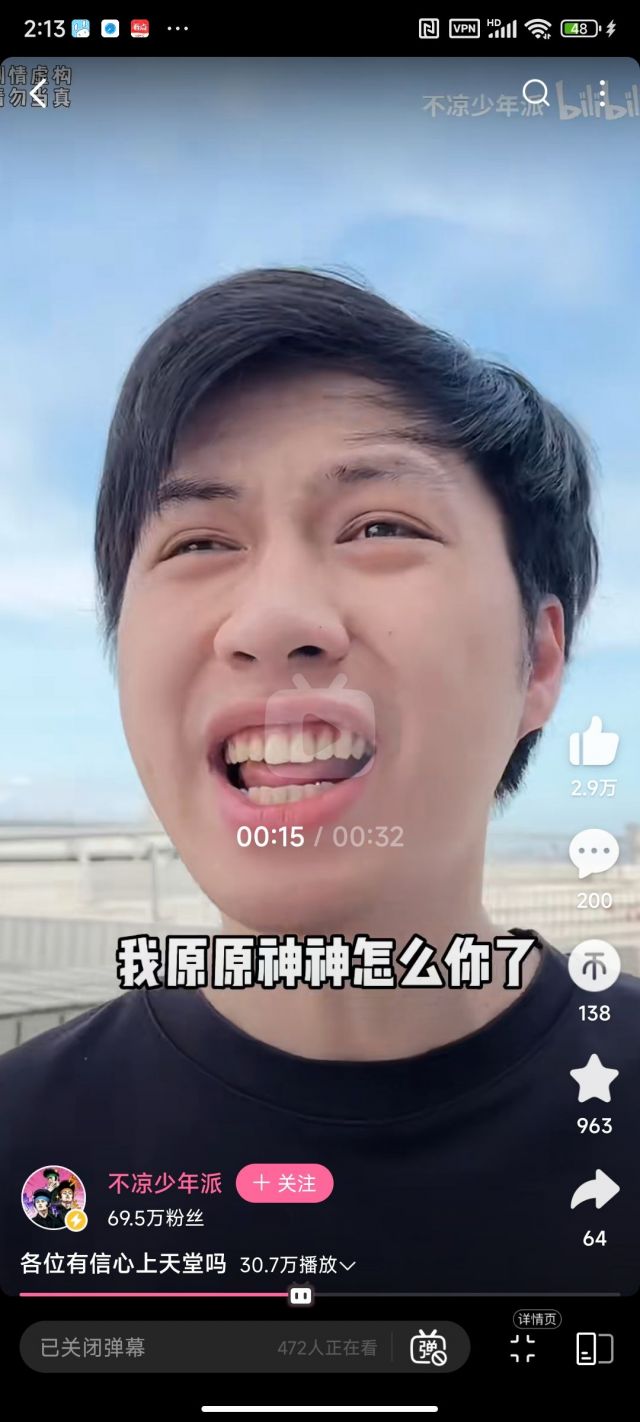 2:13
HD
VPN
48
剧情虚构
请勿当真
不凉少年派 bilibili
2.9万
00:15 / 00:32
200
我原原神神怎么你了
138
963
不凉少年派
+ 关注
69.5万粉丝
64
各位有信心上天堂吗 30.7万播放
详情页
已关闭弹幕
472人正在看
弹